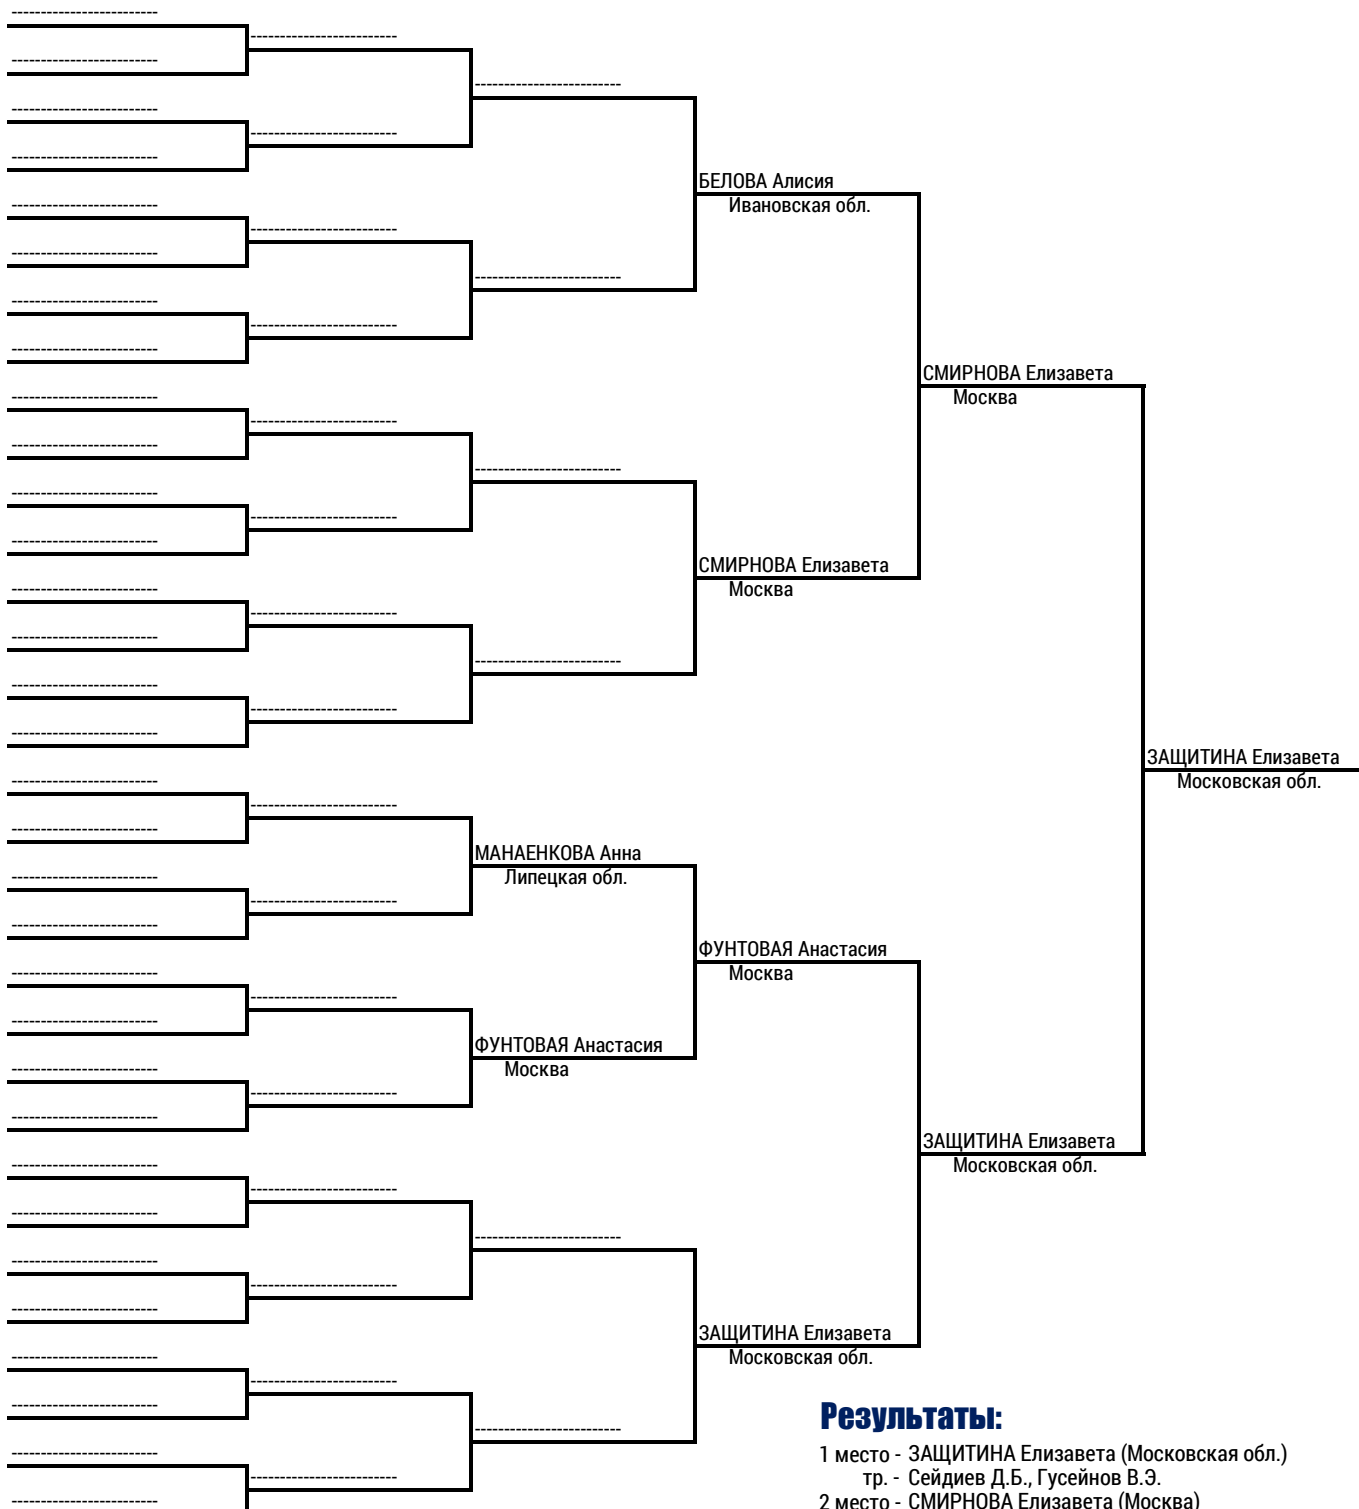 БЕЛОВА Алисия
Ивановская обл.
СМИРНОВА Елизавета
Москва
СМИРНОВА Елизавета
Москва
ЗАЩИТИНА Елизавета
Московская обл.
МАНАЕНКОВА Анна
Липецкая обл.
ФУНТОВАЯ Анастасия
Москва
ФУНТОВАЯ Анастасия
Москва
ЗАЩИТИНА Елизавета
Московская обл.
ЗАЩИТИНА Елизавета
Московская обл.
Результаты:
1 место - ЗАЩИТИНА Елизавета (Московская обл.)
тр. - Сейдиев Д.Б., Гусейнов В.Э.
2 место - СМИРНОВА Елизавета (Москва)